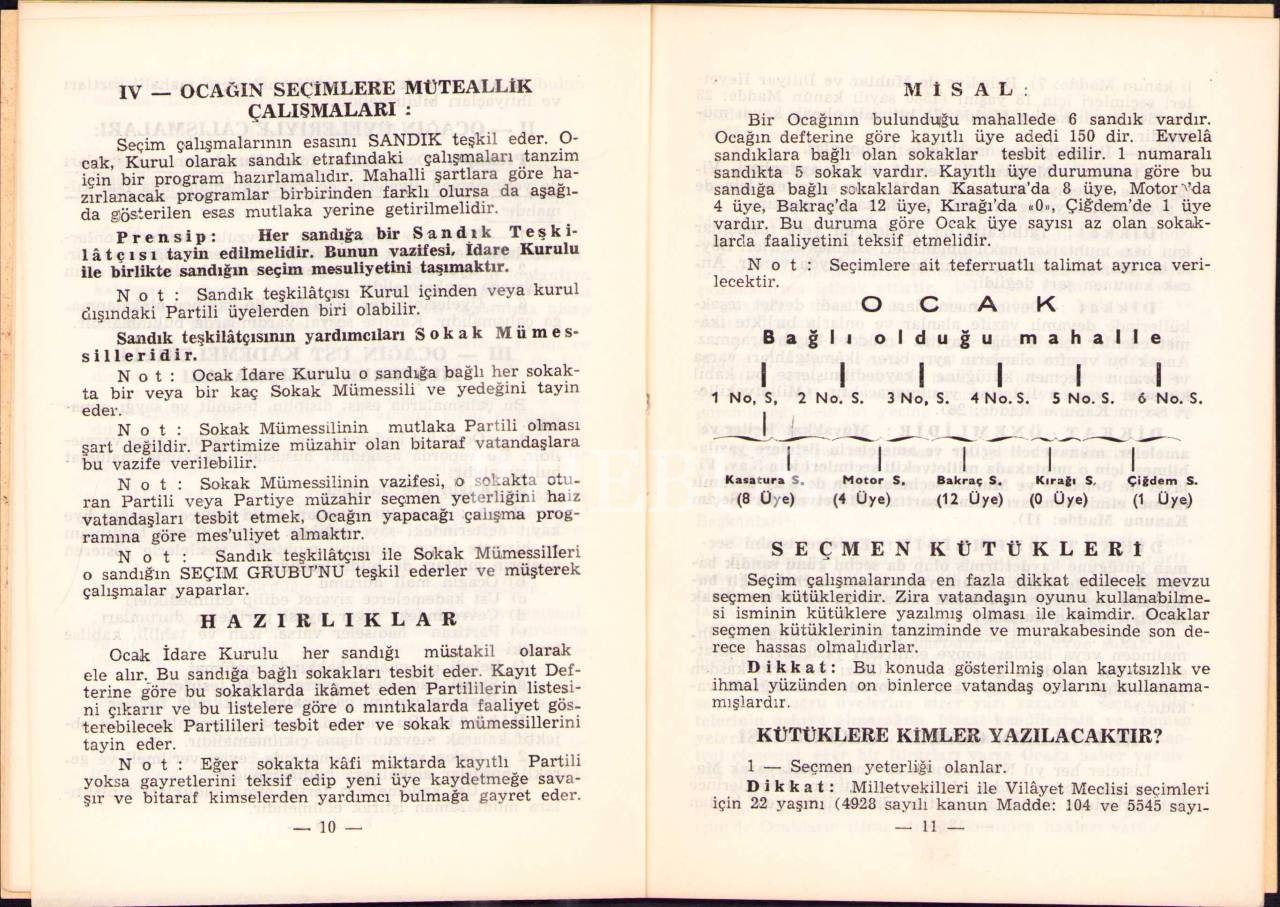 IV — OCAĞIN SEÇİMLERE MÜTEALLİK
ÇALIŞMALARI :
Seçim çalışmalarının esasını SANDIK teşkil eder. O-
cak, Kurul olarak sandık etrafındaki çalışmaları tanzim
için bir program hazırlamalıdır. Mahalli şartlara göre ha-
zırlanacak programlar birbirinden farklı olursa da aşağı-
da gösterilen esas mutlaka yerine getirilmelidir.
Prensip: Her sandığa bir Sandık Teşki-
lâtçısı tayin edilmelidir. Bunun vazifesi, İdare Kurulu
ile birlikte sandığın seçim mesuliyetini taşımaktır.
Not: Sandık teşkilâtçısı Kurul içinden veya kurul
dışındaki Partili üyelerden biri olabilir.
Sandık teşkilâtçısının yardımcıları Sokak Mümes-
silleridir.
Not: Ocak İdare Kurulu o sandığa bağlı her sokak-
ta bir veya bir kaç Sokak Mümessili ve yedeğini tayin
eder.
Not: Sokak Mümessilinin mutlaka Partili olması
şart değildir. Partimize müzahir olan bitaraf vatandaşlara
bu vazife verilebilir.
Not: Sokak Mümessilinin vazifesi, o sokakta otu-
ran Partili veya Partiye müzahir seçmen yeterliğini haiz
vatandaşları tesbit etmek, Ocağın yapacağı çalışma prog-
ramına göre mes'uliyet almaktır.
Not: Sandık teşkilâtçısı ile Sokak Mümessilleri
o sandığın SEÇİM GRUBU'NU teşkil ederler ve müşterek
çalışmalar yaparlar.
HAZIRLIKLAR
Ocak İdare Kurulu her sandığı müstakil olarak
ele alır. Bu sandığa bağlı sokakları tesbit eder. Kayıt Def-
terine göre bu sokaklarda ikâmet eden Partililerin listesi-
ni çıkarır ve bu listelere göre o mıntıkalarda faaliyet gös-
terebilecek Partilileri tesbit eder ve sokak mümessillerini
tayin eder.
Not: Eğer sokakta kâfi miktarda kayıtlı Partili
yoksa gayretlerini teksif edip yeni üye kaydetmeğe sava-
şır ve bitaraf kimselerden yardımcı bulmağa gayret eder.
— 10 —
MİSAL:
Bir Ocağının bulunduğu mahallede 6 sandık vardır.
Ocağın defterine göre kayıtlı üye adedi 150 dir. Evvelâ
sandıklara bağlı olan sokaklar tesbit edilir. 1 numaralı
sandıkta 5 sokak vardır. Kayıtlı üye durumuna göre bu
sandığa bağlı sokaklardan Kasatura'da 8 üye, Motor'da
4 üye, Bakraç'da 12 üye, Kırağı'da «0», Çiğdem'de 1 üye
vardır. Bu duruma göre Ocak üye sayısı az olan sokak-
larda faaliyetini teksif etmelidir.
Not: Seçimlere ait teferruatlı talimat ayrıca veri-
lecektir.
OCAK
Bağlı olduğu mahalle
1 No, S, 2 No. S. 3 No, S. 4 No. S. 5 No. S. 6 No. S.
Kasatura S. Motor S. Bakraç S. Kırağı S. Çiğdem S.
(8 Üye) (4 Üye) (12 Üye) (0 Üye) (1 Üye)
SEÇMEN KÜTÜKLERİ
Seçim çalışmalarında en fazla dikkat edilecek mevzu
seçmen kütükleridir. Zira vatandaşın oyunu kullanabilme-
si isminin kütüklere yazılmış olması ile kaimdir. Ocaklar
seçmen kütüklerinin tanziminde ve murakabesinde son de-
rece hassas olmalıdırlar.
Dikkat: Bu konuda gösterilmiş olan kayıtsızlık ve
ihmal yüzünden on binlerce vatandaş oylarını kullanama-
mışlardır.
KÜTÜKLERE KİMLER YAZILACAKTIR?
1 — Seçmen yeterliği olanlar.
Dikkat: Milletvekilleri ile Vilâyet Meclisi seçimleri
için 22 yaşını (4928 sayılı kanun Madde: 104 ve 5545 sayı-
— 11 —